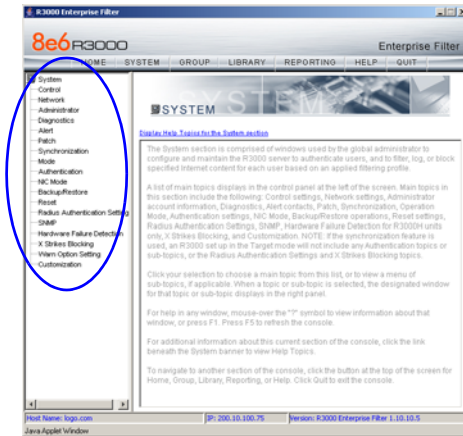 R3000 Enterprise Filter
8e6 R3000
Enterprise Filter
HOME SYSTEM GROUP LIBRARY REPORTING HELP QUIT
System
Control
Network
Administrator
Diagnostics
Alert
Patch
Synchronization
Mode
Authentication
NIC Mode
Backup/Restore
Reset
Radius Authentication Setting
SNMP
Hardware Failure Detection
X Strikes Blocking
Warn Option Setting
Customization
SYSTEM
Display Help Topics for the System section
The System section is comprised of windows used by the global administrator to
configure and maintain the R3000 server to authenticate users, and to filter, log, or block
specified Internet content for each user based on an applied filtering profile.
A list of main topics displays in the control panel at the left of the screen. Main topics in
this section include the following: Control settings, Network settings, Administrator
account information, Diagnostics, Alert contacts, Patch, Synchronization, Operation
Mode, Authentication settings, NIC Mode, Backup/Restore operations, Reset settings,
Radius Authentication Settings, SNMP, Hardware Failure Detection for R3000H units
only, X Strikes Blocking, and Customization. NOTE: If the synchronization feature is
used, an R3000 set up in the Target mode will not include any Authentication topics or
sub-topics, or the Radius Authentication Settings and X Strikes Blocking topics.
Click your selection to choose a main topic from this list, or to view a menu of
sub-topics, if applicable. When a topic or sub-topic is selected, the designated window
for that topic or sub-topic displays in the right panel.
For help in any window, mouse-over the "?" symbol to view information about that
window, or press F1. Press F5 to refresh the console.
For additional information about this current section of the console, click the link
beneath the System banner to view Help Topics.
To navigate to another section of the console, click the button at the top of the screen for
Home, Group, Library, Reporting, or Help. Click Quit to exit the console.
Host Name: logo.com IP: 200.10.100.75 Version: R3000 Enterprise Filter 1.10.10.5
Java Applet Window